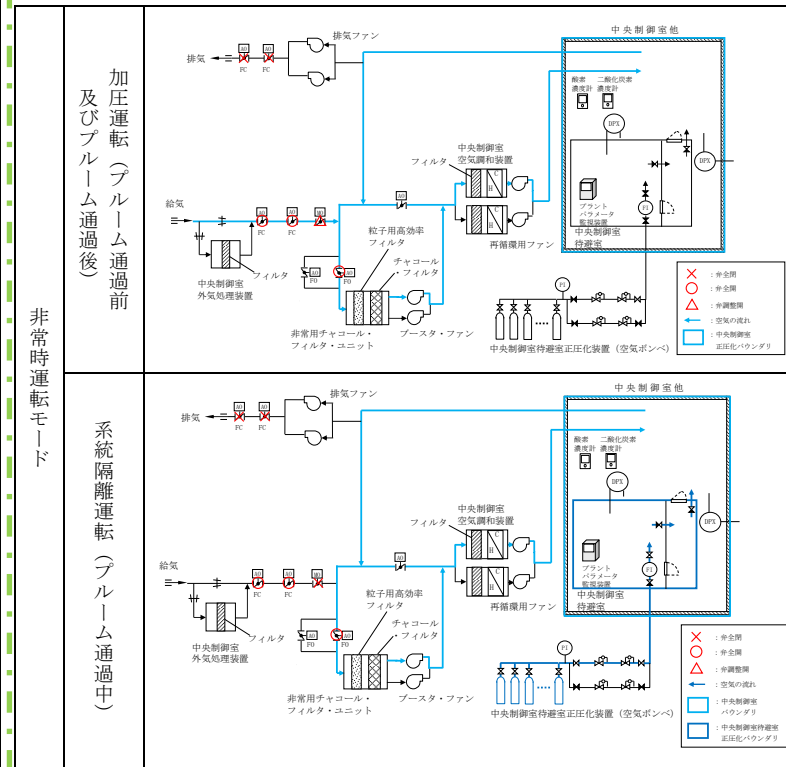 非常時運転モード
加圧運転（プルーム通過前
及びプルーム通過後）
排気ファン
排気
AO
AO
FC
FC
中央制御室他
酸素
濃度計
二酸化炭素
濃度計
DPX
DPX
中央制御室
空気調和装置
フィルタ
C
H
C
H
再循環用ファン
AO
給気
AO
AO
MO
FC
FC
フィルタ
中央制御室
外気処理装置
粒子用高効率
フィルタ
チャコール
・フィルタ
AO
FO
AO
FO
非常用チャコール・
フィルタ・ユニット
ブースタ・ファン
プラント
パラメータ
監視装置
中央制御室
待避室
FI
PI
中央制御室待避室正圧化装置（空気ボンベ）
：弁全閉
：弁全開
：弁調整開
：空気の流れ
：中央制御室
正圧化バウンダリ
系統隔離運転（プルーム通過中）
排気ファン
排気
AO
AO
FC
FC
中央制御室他
酸素
濃度計
二酸化炭素
濃度計
DPX
DPX
中央制御室
空気調和装置
フィルタ
C
H
C
H
再循環用ファン
AO
給気
AO
AO
MO
FC
FC
フィルタ
中央制御室
外気処理装置
粒子用高効率
フィルタ
チャコール
・フィルタ
AO
FO
AO
FO
非常用チャコール・
フィルタ・ユニット
ブースタ・ファン
プラント
パラメータ
監視装置
中央制御室
待避室
FI
PI
中央制御室待避室正圧化装置（空気ボンベ）
：弁全閉
：弁全開
：弁調整開
：空気の流れ
：中央制御室
バウンダリ
：中央制御室待避室
正圧化バウンダリ